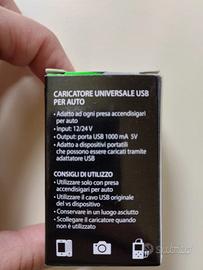 CARICATORE UNIVERSALE USB
PER AUTO
• Adatto ad ogni presa accendisigari
per auto
• Input: 12/24 V
• Output: porta USB 1000 mA 5V
• Adatto a dispositivi portatili
che possono essere caricati tramite
adattatore USB
CONSIGLI DI UTILIZZO
• Utilizzare solo con presa
accendisigari per auto
• Utilizzare il cavo USB originale
del vs dispositivo
• Conservare in un luogo asciutto
• Scollegare il caricatore quando
non è utilizzato
subito.it